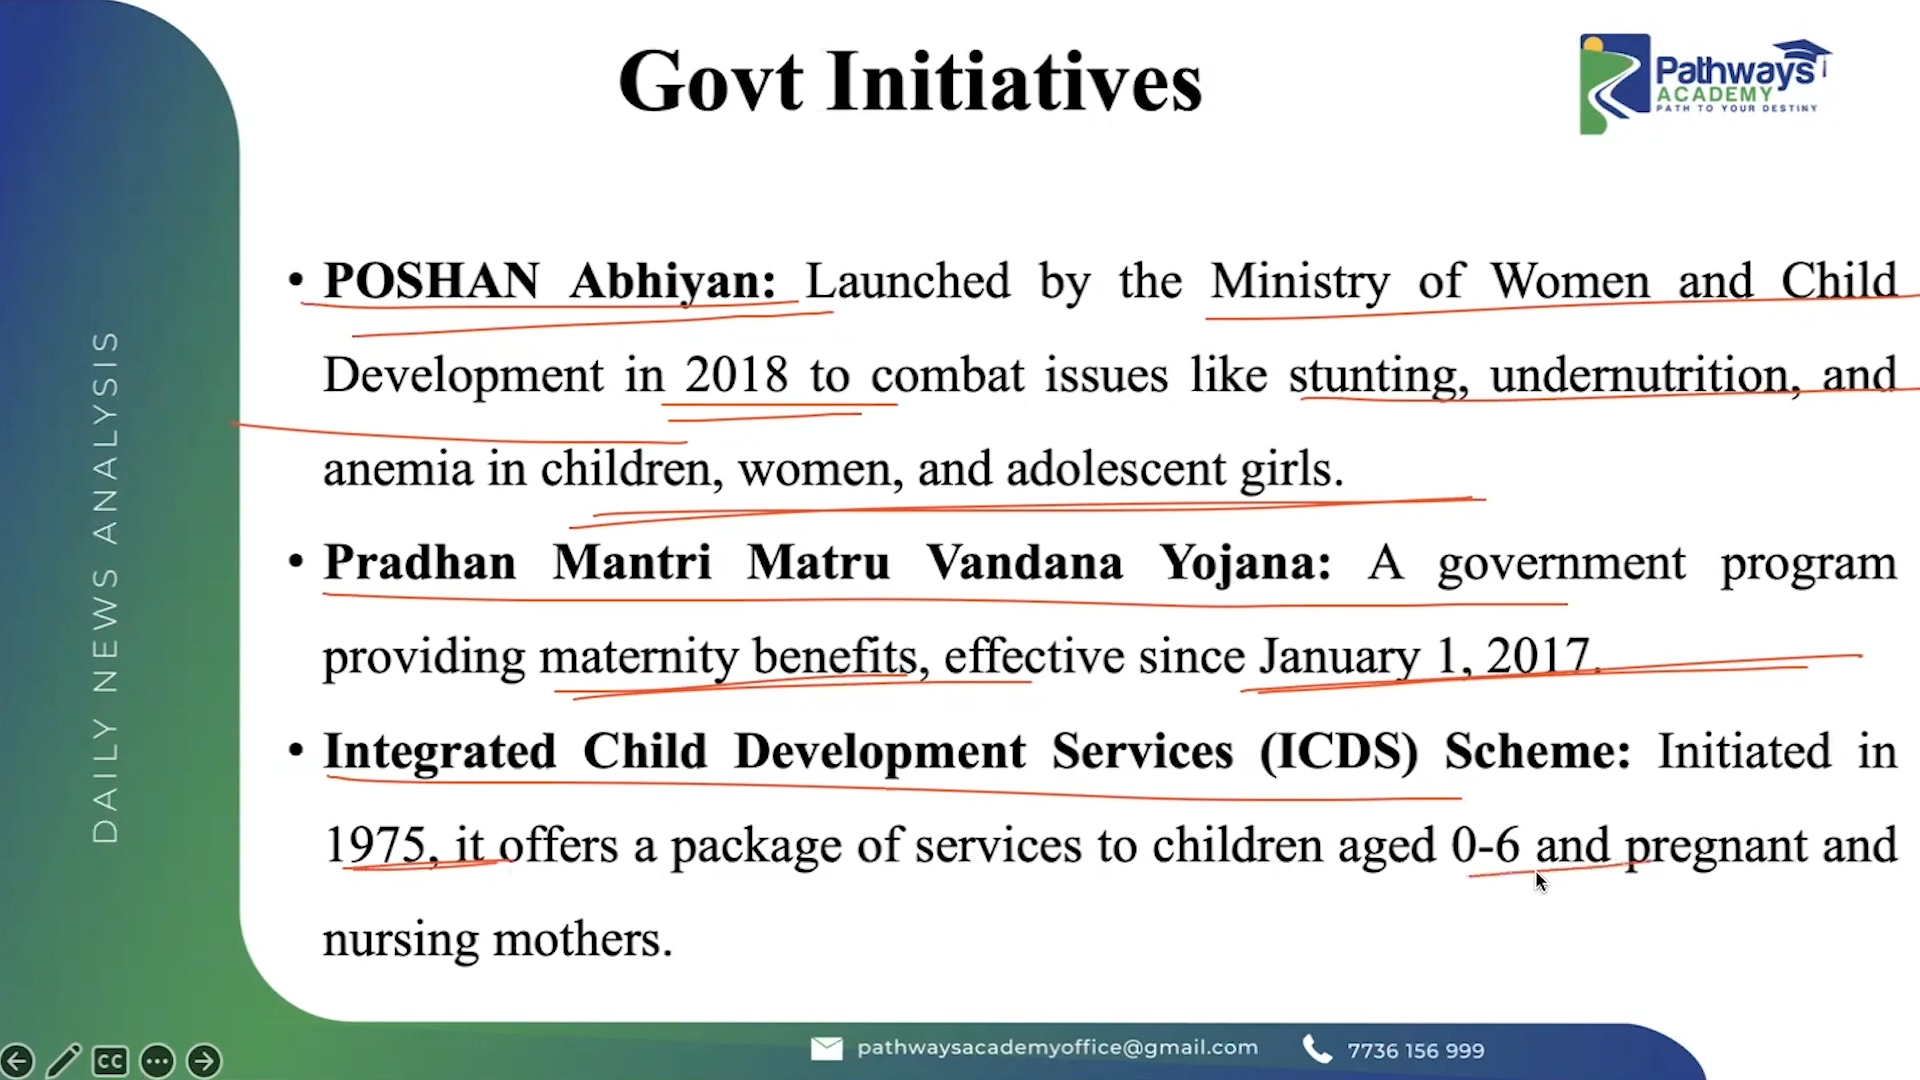 Govt Initiatives
Pathways
ACADEMY
PATH TO YOUR DESTINY
DAILY NEWS ANALYSIS
• POSHAN Abhiyan: Launched by the Ministry of Women and Child
Development in 2018 to combat issues like stunting, undernutrition, and
anemia in children, women, and adolescent girls.
• Pradhan Mantri Matru Vandana Yojana: A government program
providing maternity benefits, effective since January 1, 2017.
• Integrated Child Development Services (ICDS) Scheme: Initiated in
1975, it offers a package of services to children aged 0-6 and pregnant and
nursing mothers.
CC
pathwaysacademyoffice@gmail.com
7736 156 999